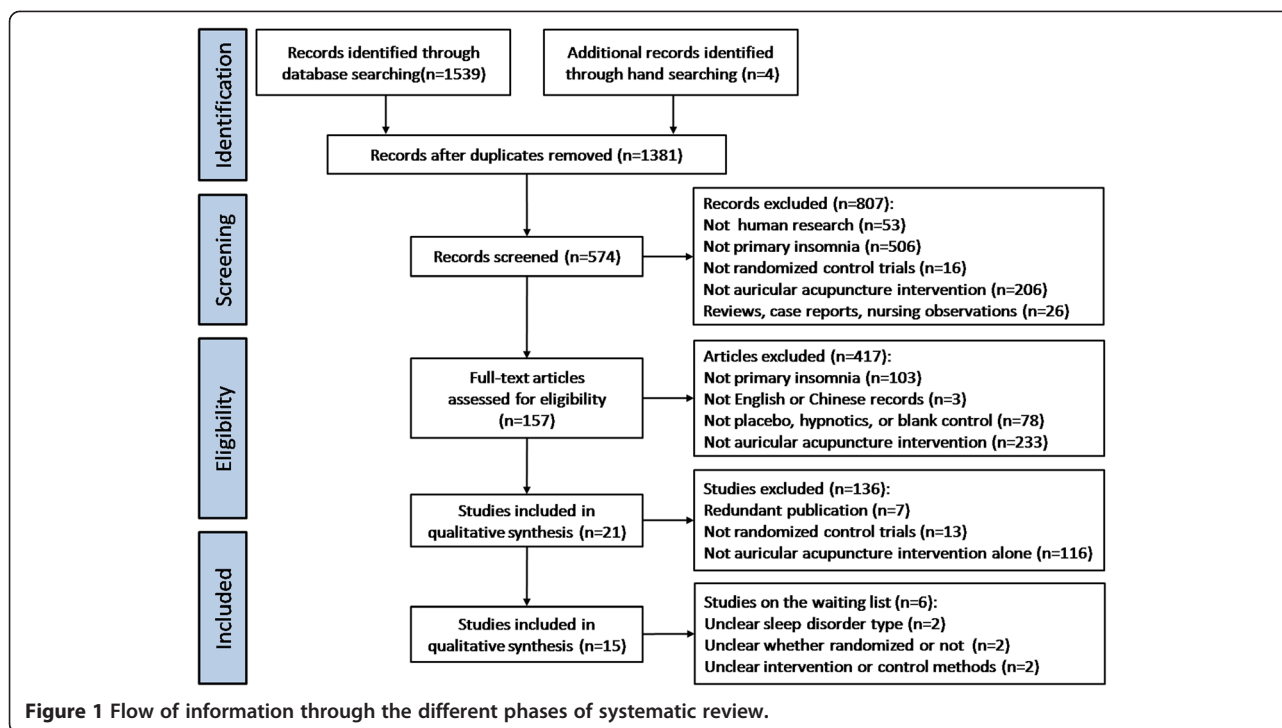 Identification
Records identified through
database searching(n=1539)
Additional records identified
through hand searching (n=4)
Records after duplicates removed (n=1381)
Screening
Records screened (n=574)
Records excluded (n=807):
Not human research (n=53)
Not primary insomnia (n=506)
Not randomized control trials (n=16)
Not auricular acupuncture intervention (n=206)
Reviews, case reports, nursing observations (n=26)
Eligibility
Full-text articles
assessed for eligibility
(n=157)
Articles excluded (n=417):
Not primary insomnia (n=103)
Not English or Chinese records (n=3)
Not placebo, hypnotics, or blank control (n=78)
Not auricular acupuncture intervention (n=233)
Studies included in
qualitative synthesis (n=21)
Studies excluded (n=136):
Redundant publication (n=7)
Not randomized control trials (n=13)
Not auricular acupuncture intervention alone (n=116)
Included
Studies included in
qualitative synthesis (n=15)
Studies on the waiting list (n=6):
Unclear sleep disorder type (n=2)
Unclear whether randomized or not (n=2)
Unclear intervention or control methods (n=2)
Figure 1 Flow of information through the different phases of systematic review.